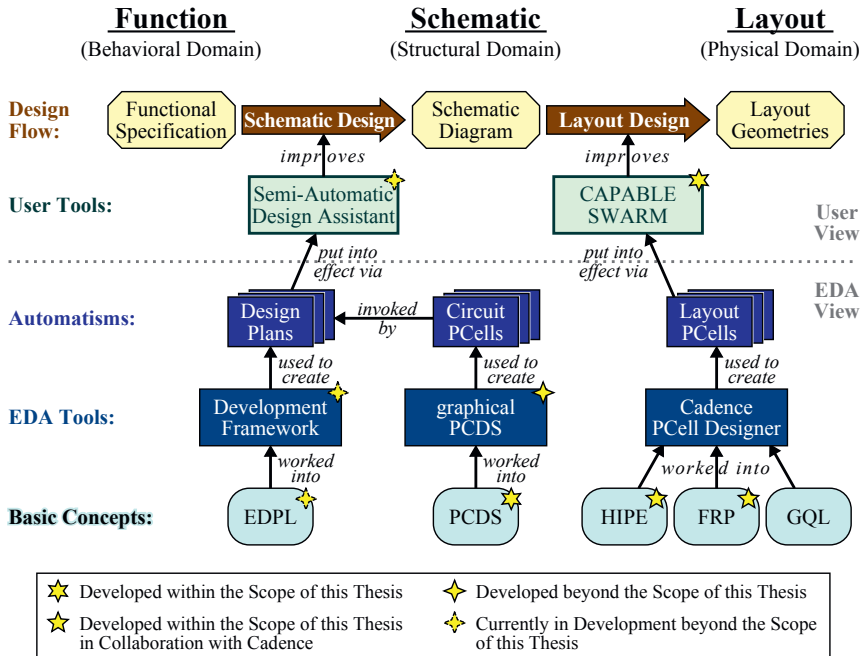 Function
Schematic
Layout
(Behavioral Domain)
(Structural Domain)
(Physical Domain)
Design
Flow:
Functional
Specification
Schematic Design
Schematic
Diagram
Layout Design
Layout
Geometries
improves
improves
User Tools:
Semi-Automatic
Design Assistant
CAPABLE
SWARM
User
View
put into
effect via
put into
effect via
EDA
View
Automatisms:
Design
Plans
invoked
by
Circuit
PCells
Layout
PCells
used to
create
used to
create
used to
create
EDA Tools:
Development
Framework
graphical
PCDS
Cadence
PCell Designer
worked
into
worked
into
worked into
Basic Concepts:
EDPL
PCDS
HIPE
FRP
GQL
Developed within the Scope of this Thesis
Developed beyond the Scope of this Thesis
Developed within the Scope of this Thesis
in Collaboration with Cadence
Currently in Development beyond the Scope
of this Thesis